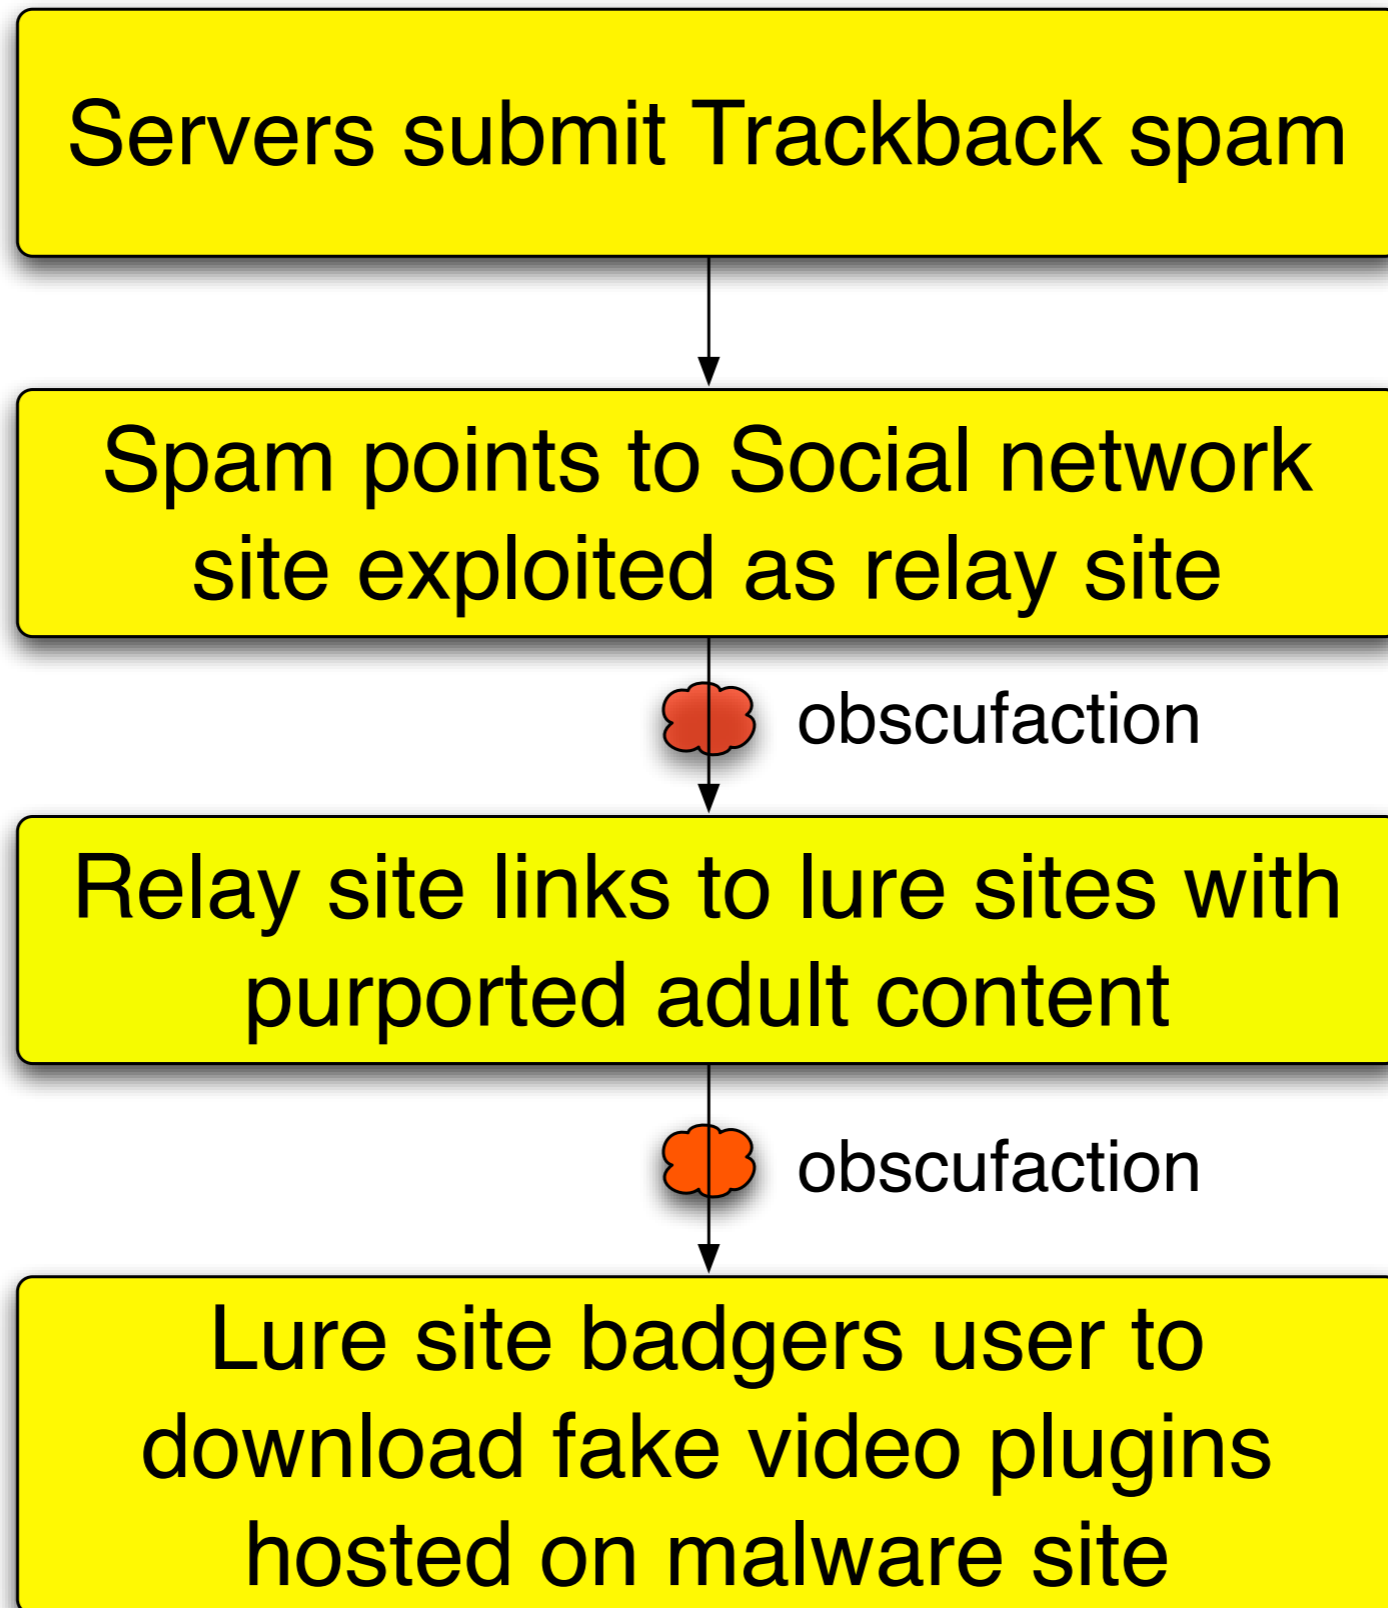 Servers submit Trackback spam
Spam points to Social network
site exploited as relay site
obscufaction
Relay site links to lure sites with
purported adult content
obscufaction
Lure site badgers user to
download fake video plugins
hosted on malware site